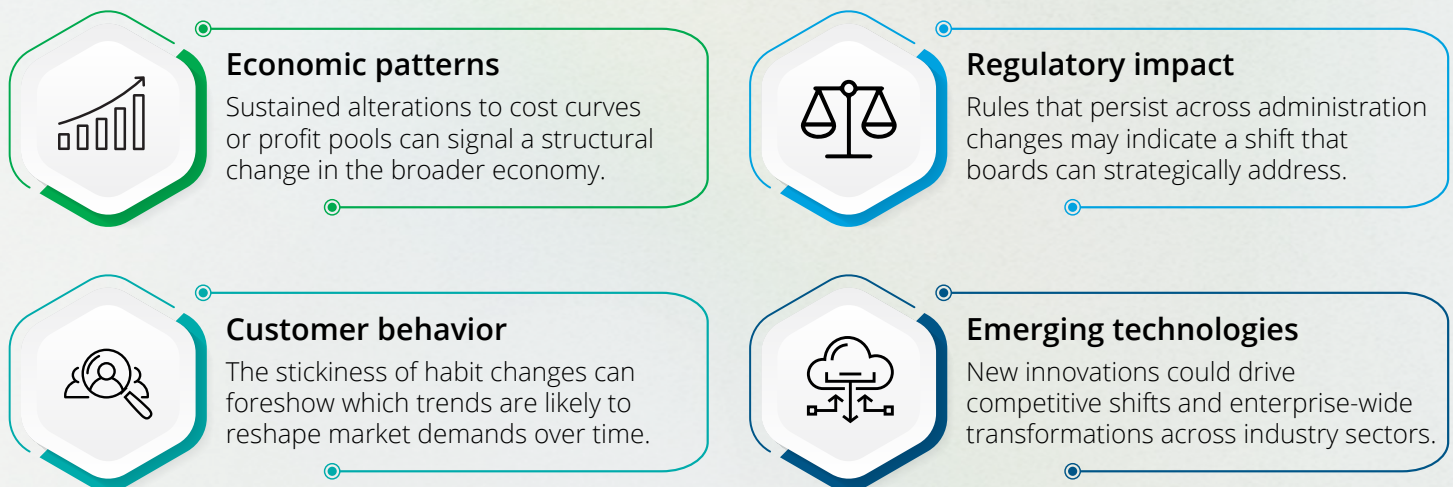 Economic patterns
Sustained alterations to cost curves
or profit pools can signal a structural
change in the broader economy.
Regulatory impact
Rules that persist across administration
changes may indicate a shift that
boards can strategically address.
Customer behavior
The stickiness of habit changes can
foreshow which trends are likely to
reshape market demands over time.
Emerging technologies
New innovations could drive
competitive shifts and enterprise-wide
transformations across industry sectors.